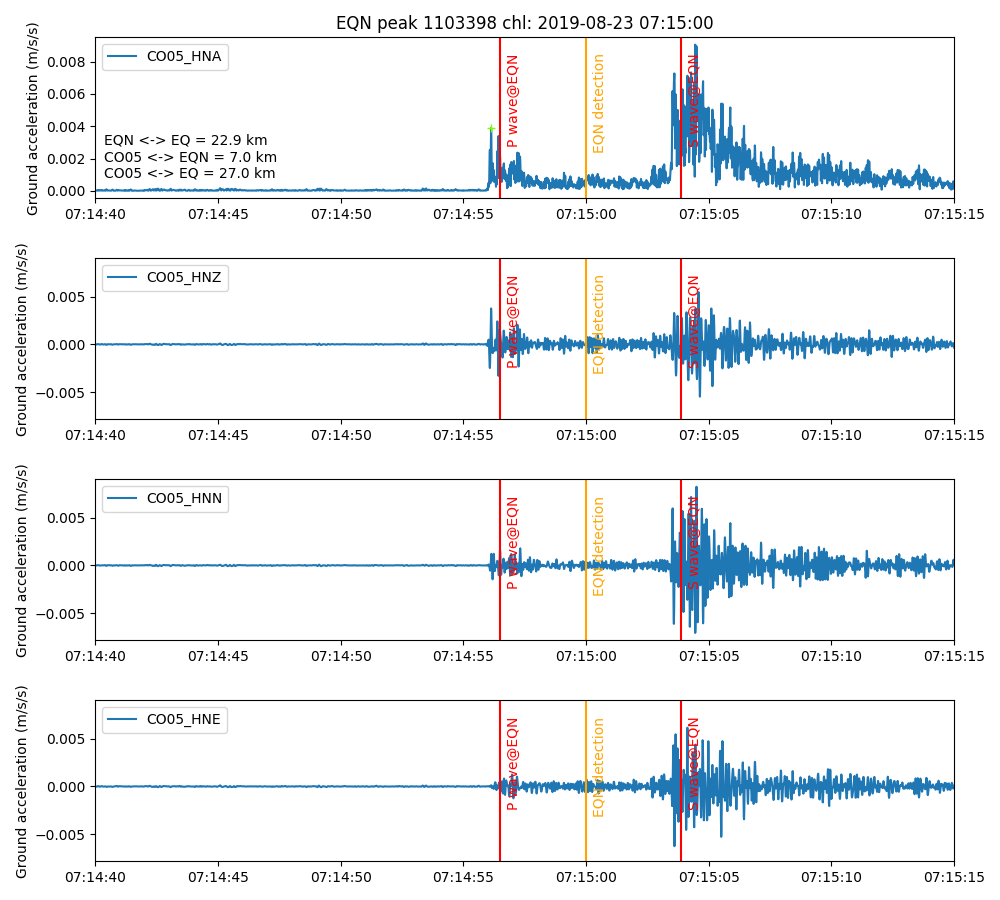 EQN peak 1103398 chl: 2019-08-23 07:15:00
Ground acceleration (m/s/s)
0.008
0.006
0.004
0.002
0.000
CO05_HNA
EQN <-> EQ = 22.9 km
CO05 <-> EQN = 7.0 km
CO05 <-> EQ = 27.0 km
P wave@EQN
EQN detection
S wave@EQN
07:14:40 07:14:45 07:14:50 07:14:55 07:15:00 07:15:05 07:15:10 07:15:15
Ground acceleration (m/s/s)
0.005
0.000
−0.005
CO05_HNZ
P wave@EQN
EQN detection
S wave@EQN
07:14:40 07:14:45 07:14:50 07:14:55 07:15:00 07:15:05 07:15:10 07:15:15
Ground acceleration (m/s/s)
0.005
0.000
−0.005
CO05_HNN
P wave@EQN
EQN detection
S wave@EQN
07:14:40 07:14:45 07:14:50 07:14:55 07:15:00 07:15:05 07:15:10 07:15:15
Ground acceleration (m/s/s)
0.005
0.000
−0.005
CO05_HNE
P wave@EQN
EQN detection
S wave@EQN
07:14:40 07:14:45 07:14:50 07:14:55 07:15:00 07:15:05 07:15:10 07:15:15